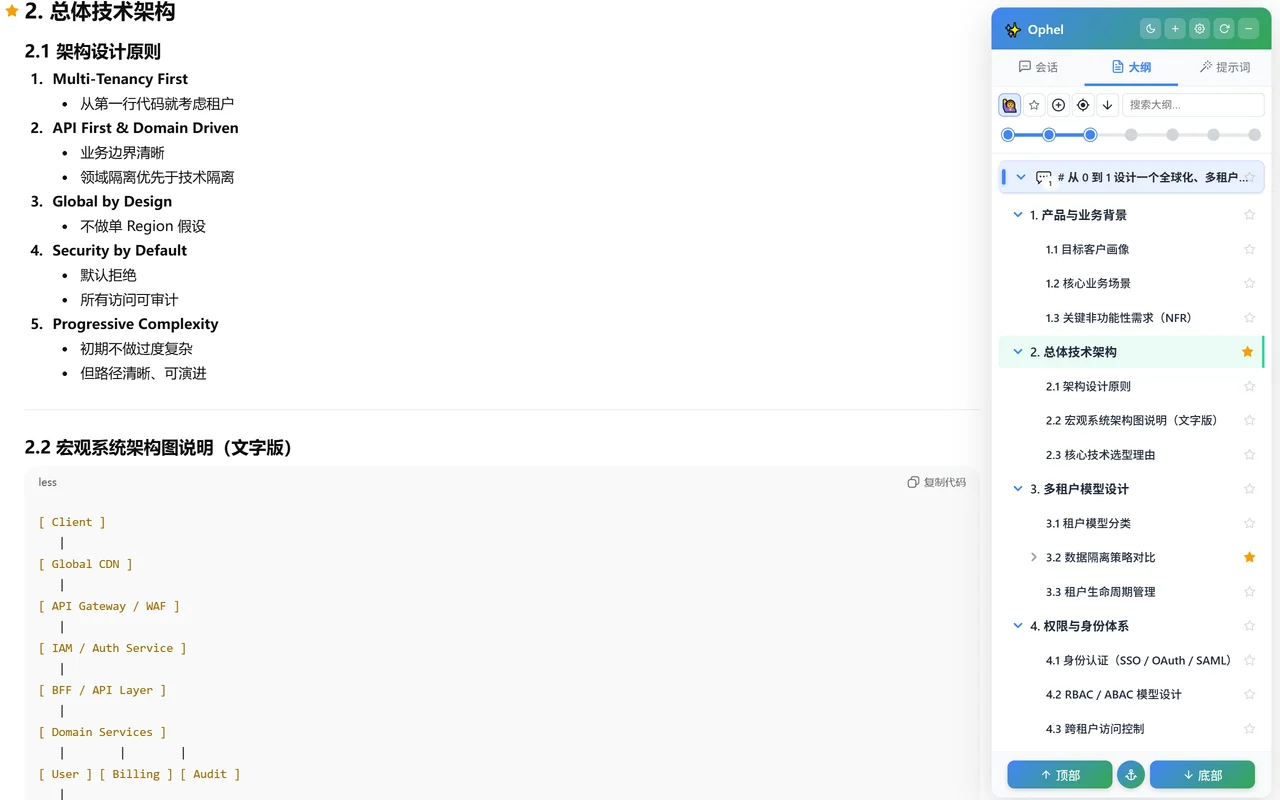 2. 总体技术架构
2.1 架构设计原则
1. Multi-Tenancy First
• 从第一行代码就考虑租户
2. API First & Domain Driven
• 业务边界清晰
• 领域隔离优先于技术隔离
3. Global by Design
• 不做单 Region 假设
4. Security by Default
• 默认拒绝
• 所有访问可审计
5. Progressive Complexity
• 初期不做过度复杂
• 但路径清晰、可演进
2.2 宏观系统架构图说明（文字版）
less
复制代码
[ Client ]
|
[ Global CDN ]
|
[ API Gateway / WAF ]
|
[ IAM / Auth Service ]
|
[ BFF / API Layer ]
|
[ Domain Services ]
| | |
[ User ] [ Billing ] [ Audit ]
|
Ophel
会话
大纲
提示词
搜索大纲...
1
# 从 0 到 1 设计一个全球化、多租户...
1. 产品与业务背景
1.1 目标客户画像
1.2 核心业务场景
1.3 关键非功能性需求（NFR）
2. 总体技术架构
2.1 架构设计原则
2.2 宏观系统架构图说明（文字版）
2.3 核心技术选型理由
3. 多租户模型设计
3.1 租户模型分类
3.2 数据隔离策略对比
3.3 租户生命周期管理
4. 权限与身份体系
4.1 身份认证（SSO / OAuth / SAML）
4.2 RBAC / ABAC 模型设计
4.3 跨租户访问控制
↑ 顶部
↓ 底部